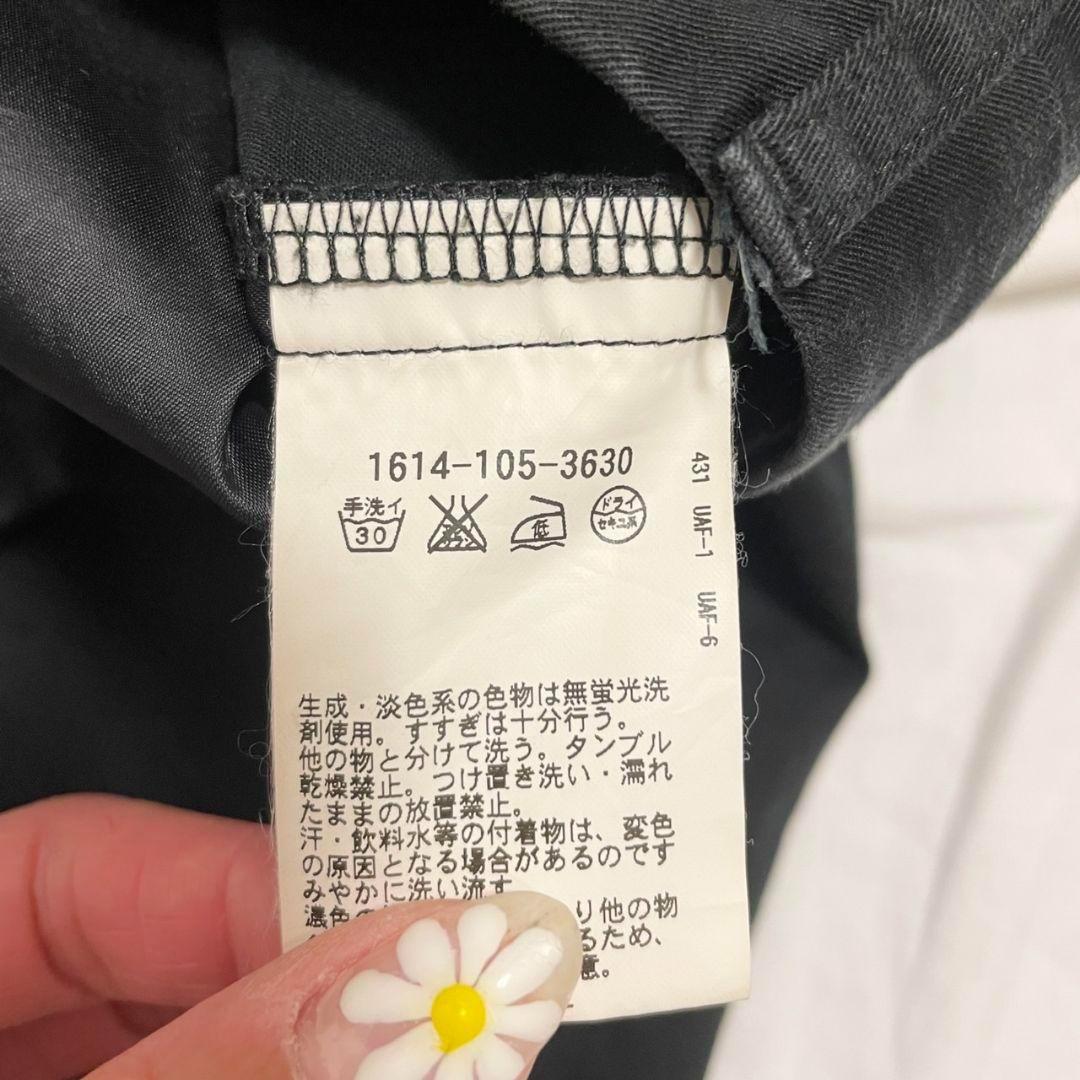 1614-105-3630
手洗イ
30
低
ドライ
セキユ系
431 UAF-1 UAF-6
生成・淡色系の色物は無蛍光洗
剤使用。すすぎは十分行う。
他の物と分けて洗う。タンブル
乾燥禁止。つけ置き洗い・濡れ
たままの放置禁止。
汗・飲料水等の付着物は、変色
の原因となる場合があるのです
みやかに洗い流す
濃色の
り他の物
るため、
意。